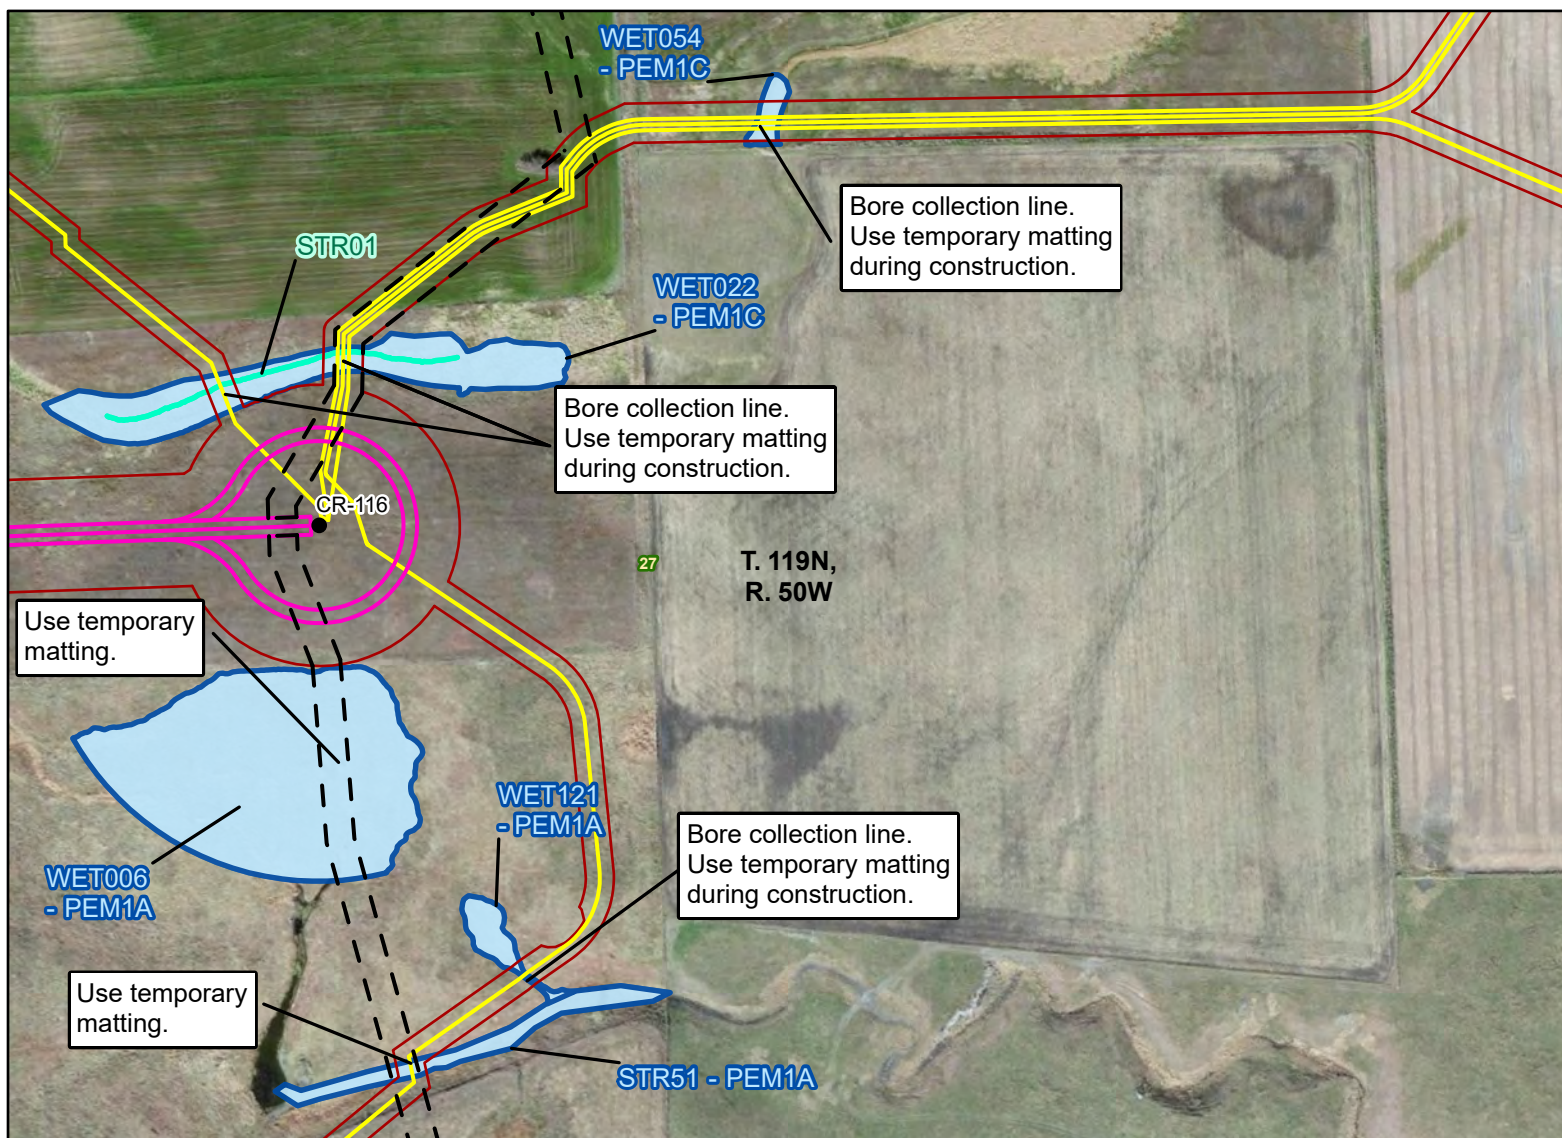 WET054
- PEM1C
Bore collection line.
Use temporary matting
during construction.
STR01
WET022
- PEM1C
Bore collection line.
Use temporary matting
during construction.
CR-116
27
T. 119N,
R. 50W
Use temporary
matting.
WET121
- PEM1A
Bore collection line.
Use temporary matting
during construction.
WET006
- PEM1A
Use temporary
matting.
STR51 - PEM1A